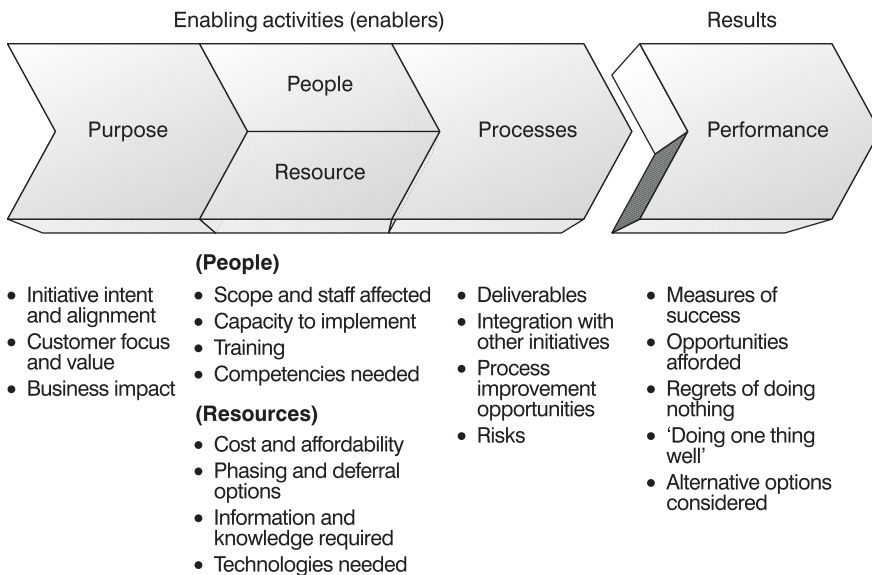 Enabling activities (enablers)
Results
Purpose
People
Resource
Processes
Performance
• Initiative intent
and alignment
• Customer focus
and value
• Business impact
(People)
• Scope and staff affected
• Capacity to implement
• Training
• Competencies needed
(Resources)
• Cost and affordability
• Phasing and deferral
options
• Information and
knowledge required
• Technologies needed
• Deliverables
• Integration with
other initiatives
• Process
improvement
opportunities
• Risks
• Measures of
success
• Opportunities
afforded
• Regrets of doing
nothing
• ‘Doing one thing
well’
• Alternative options
considered